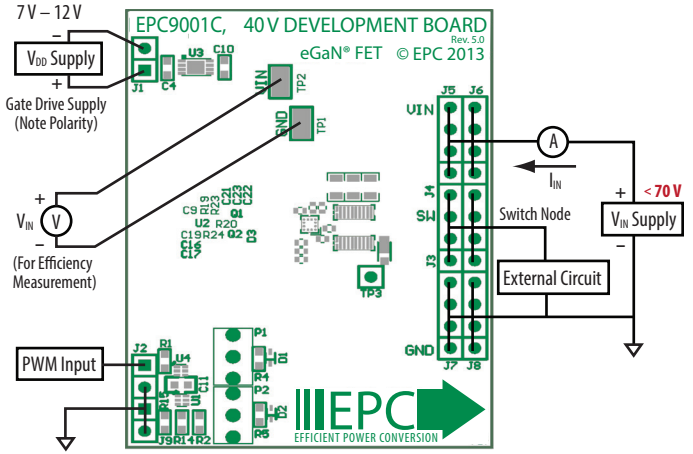 7 V – 12 V
–
VDD Supply
+
Gate Drive Supply
(Note Polarity)
+
VIN
V
–
(For Efficiency
Measurement)
PWM Input
EPC9001C, 40 V DEVELOPMENT BOARD
Rev. 5.0
eGaN® FET © EPC 2013
J1
C4
U3
C10
VIN
TP2
GND
TP1
C9
R19
R23
C21
C23
C22
Q1
U2
R20
C19
R24
Q2
D3
C16
C17
TP3
J5
J6
VIN
J4
SW
J3
GND
J7
J8
J2
R1
U4
C11
R15
U1
J9
R14
R2
P1
D1
R4
P2
D2
R5
EPC
EFFICIENT POWER CONVERSION
A
IIN
Switch Node
External Circuit
+
< 70 V
VIN Supply
–